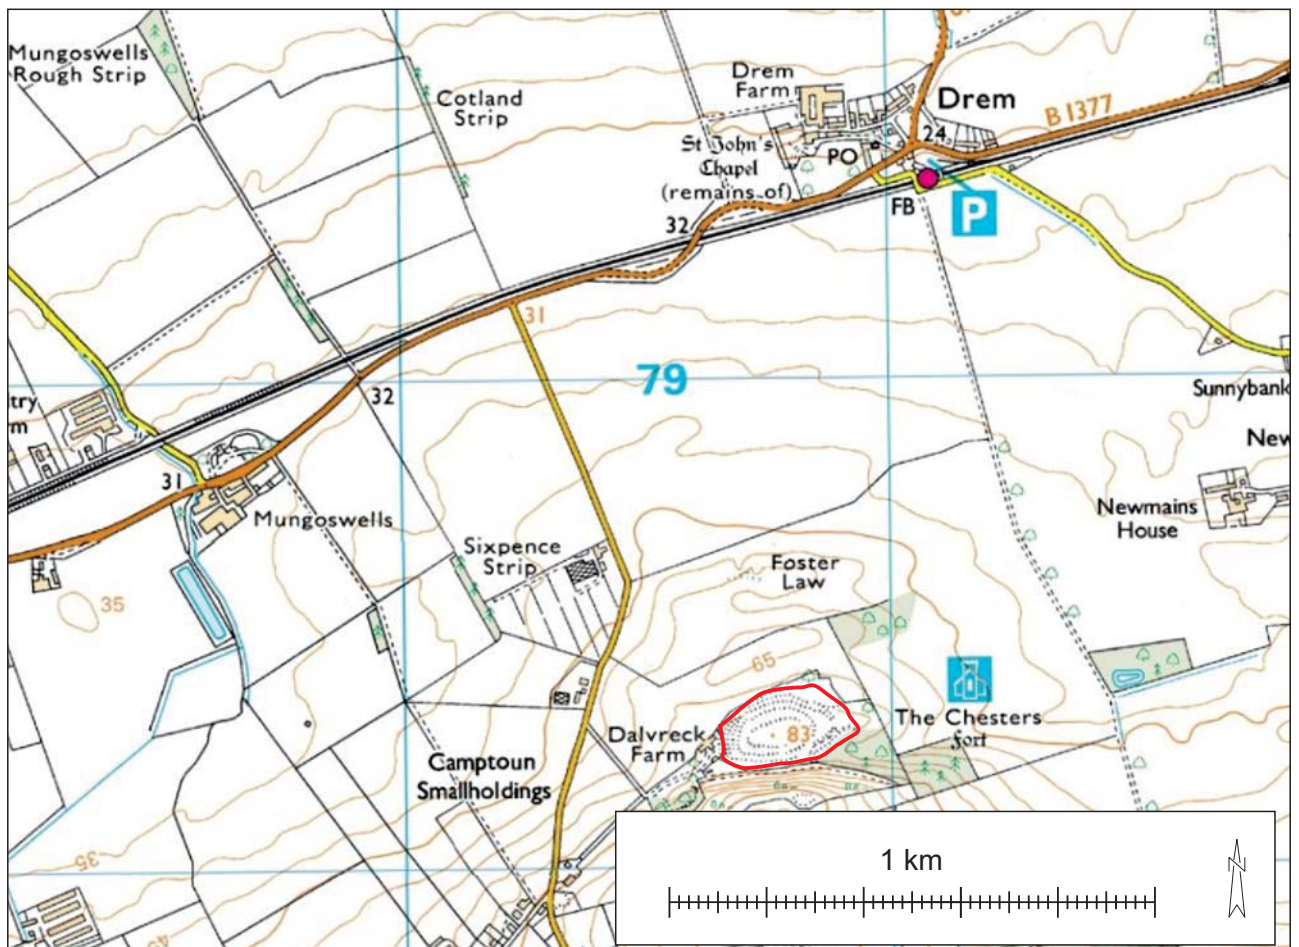 Mungoswells
Rough Strip
Cotland
Strip
Drem
Farm
Drem
B 1377
24
St John's
Chapel
(remains of)
PO
FB
P
32
31
79
32
Sunnybank
try
m
New
31
Mungoswells
Newmains
House
Sixpence
Strip
Foster
Law
35
65
The Chesters
fort
Dalvreck
Farm
83
Camptoun
Smallholdings
35
45
1 km